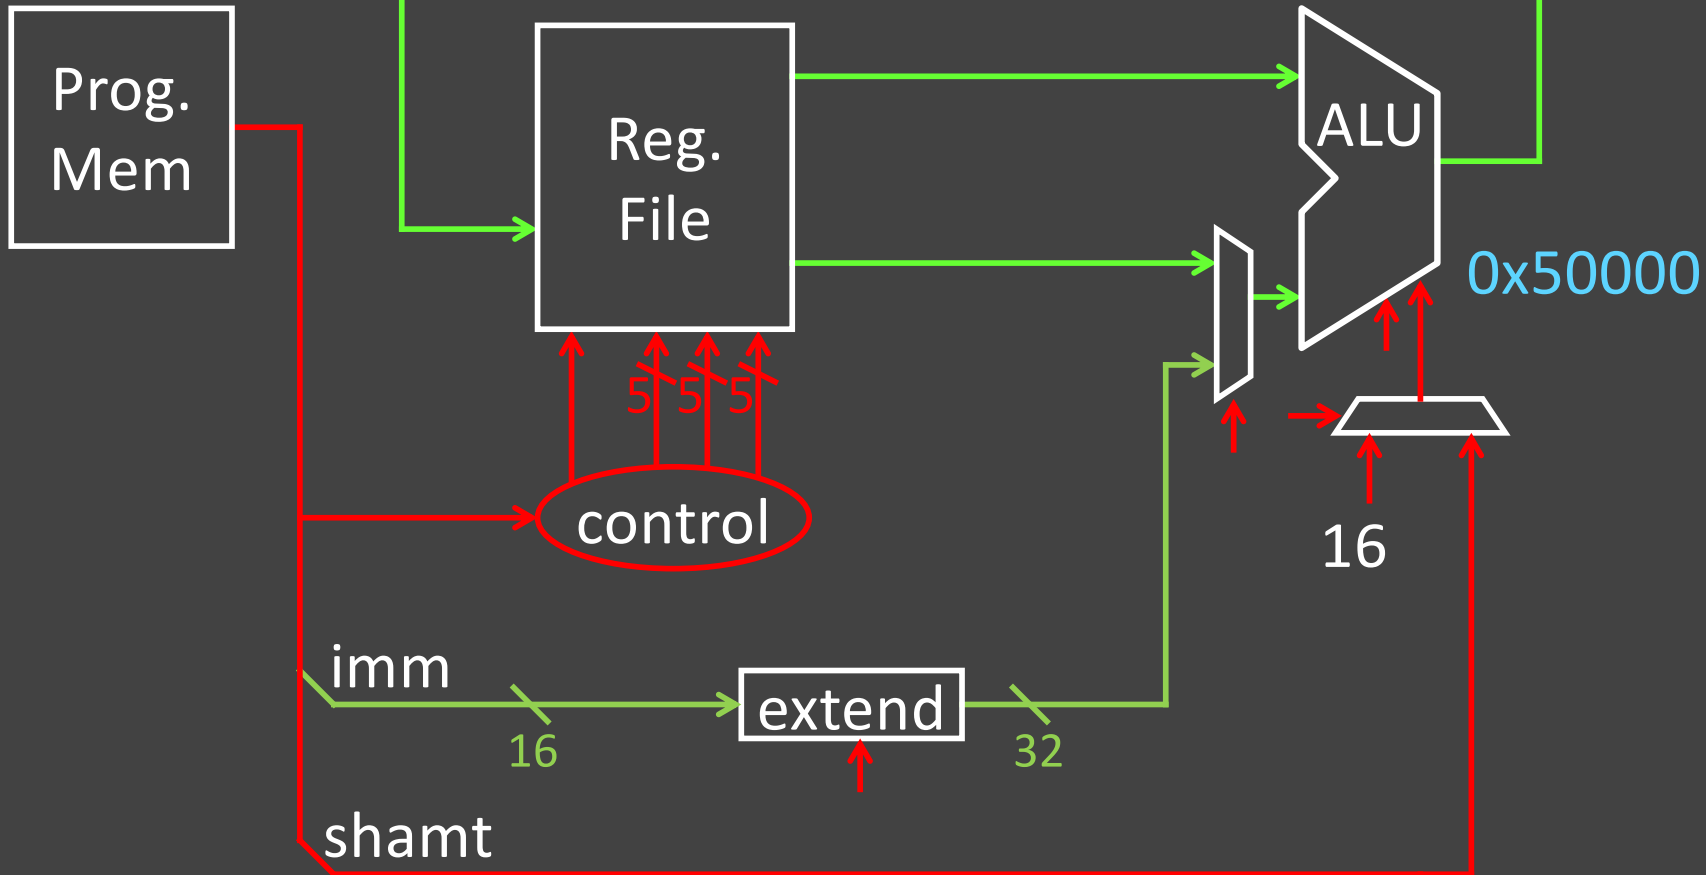 Prog.
Mem
Reg.
File
ALU
0x50000
5 5 5
control
16
imm
extend
16
32
shamt